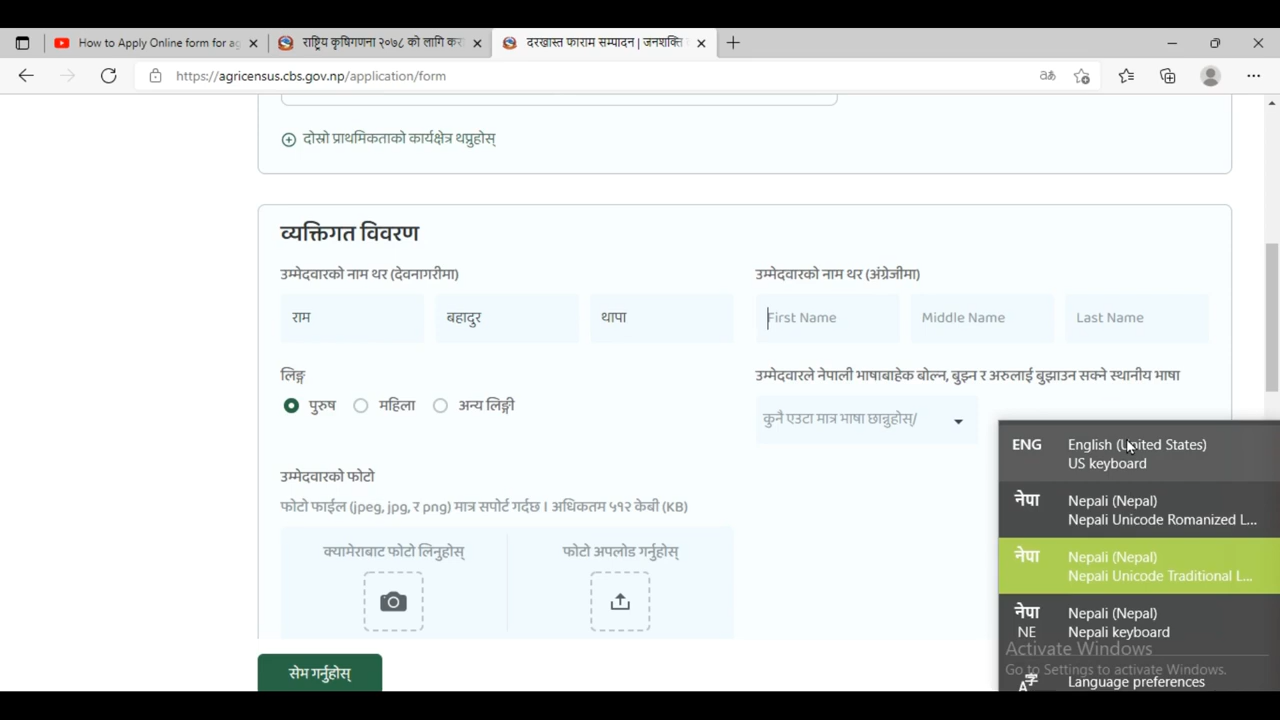 How to Apply Online form for ag
राष्ट्रिय कृषिगणना २०७८ को लागि कर
दरखास्त फाराम सम्पादन | जनशक्ति
https://agricensus.cbs.gov.np/application/form
दोस्रो प्राथमिकताको कार्यक्षेत्र थप्नुहोस्
व्यक्तिगत विवरण
उम्मेदवारको नाम थर (देवनागरीमा)
उम्मेदवारको नाम थर (अंग्रेजीमा)
राम
बहादुर
थापा
First Name
Middle Name
Last Name
लिङ्ग
उम्मेदवारले नेपाली भाषाबाहेक बोल्न, बुझ्न र अरुलाई बुझाउन सक्ने स्थानीय भाषा
पुरुष
महिला
अन्य लिङ्गी
कुनै एउटा मात्र भाषा छान्नुहोस्/
उम्मेदवारको फोटो
फोटो फाईल (jpeg, jpg, र png) मात्र सपोर्ट गर्दछ । अधिकतम ५१२ केबी (KB)
क्यामेराबाट फोटो लिनुहोस्
फोटो अपलोड गर्नुहोस्
सेभ गर्नुहोस्
ENG English (United States)
US keyboard
नेपा Nepali (Nepal)
Nepali Unicode Romanized L...
नेपा Nepali (Nepal)
Nepali Unicode Traditional L...
नेपा Nepali (Nepal)
NE Nepali keyboard
Activate Windows
Go to Settings to activate Windows.
Language preferences